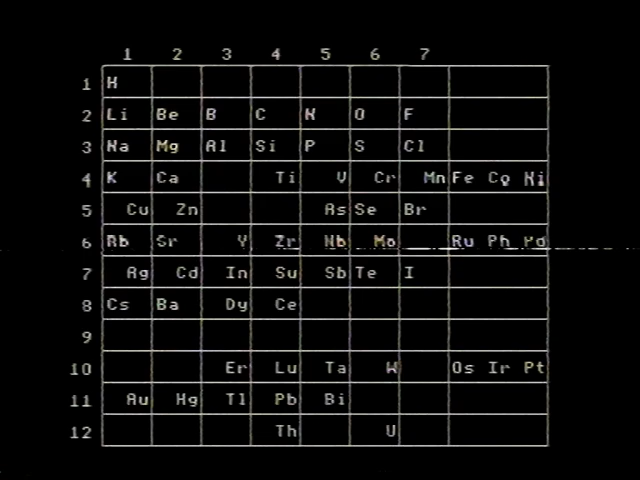 1 2 3 4 5 6 7
1 H
2 Li Be B C N O F
3 Na Mg Al Si P S Cl
4 K Ca Ti V Cr Mn Fe Co Ni
5 Cu Zn As Se Br
6 Rb Sr Y Zr Nb Mo Ru Ph Pd
7 Ag Cd In Su Sb Te I
8 Cs Ba Dy Ce
9
10 Er Lu Ta W Os Ir Pt
11 Au Hg Tl Pb Bi
12 Th U